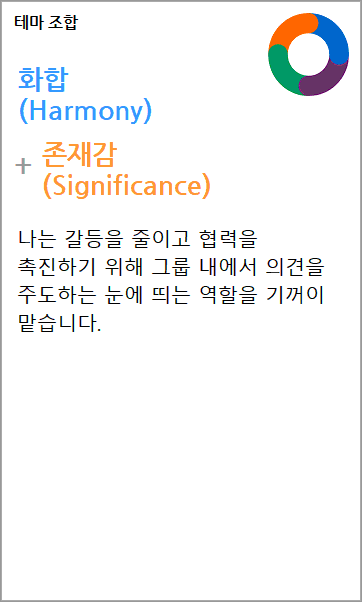 테마 조합
화합
(Harmony)
+ 존재감
(Significance)
나는 갈등을 줄이고 협력을
촉진하기 위해 그룹 내에서 의견을
주도하는 눈에 띄는 역할을 기꺼이
맡습니다.